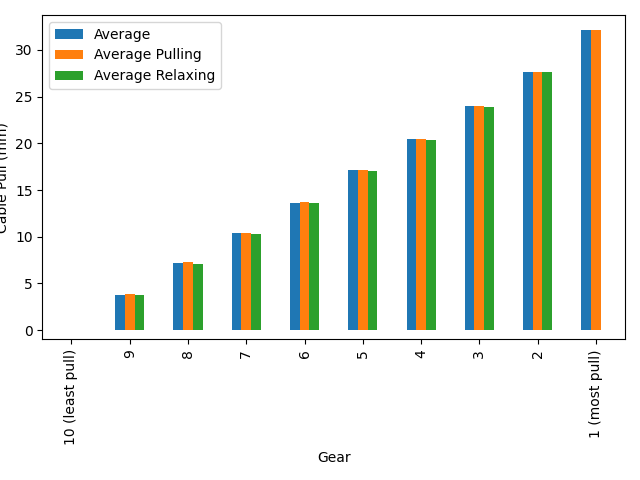 Average
Average Pulling
Average Relaxing
30
25
20
15
10
5
0
Cable Pull (mm)
10 (least pull)
9
8
7
6
5
4
3
2
1 (most pull)
Gear